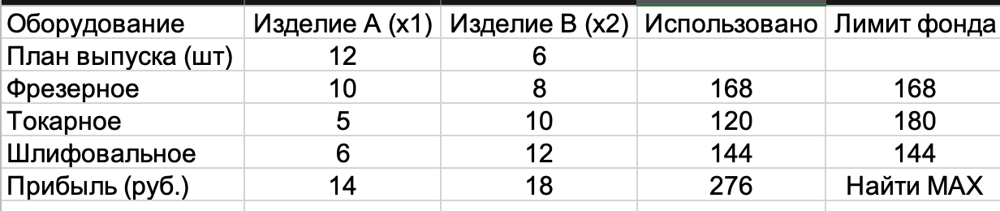 Оборудование Изделие А (x1) Изделие В (x2) Использовано Лимит фонда
План выпуска (шт) 12 6
Фрезерное 10 8 168 168
Токарное 5 10 120 180
Шлифовальное 6 12 144 144
Прибыль (руб.) 14 18 276 Найти MAX